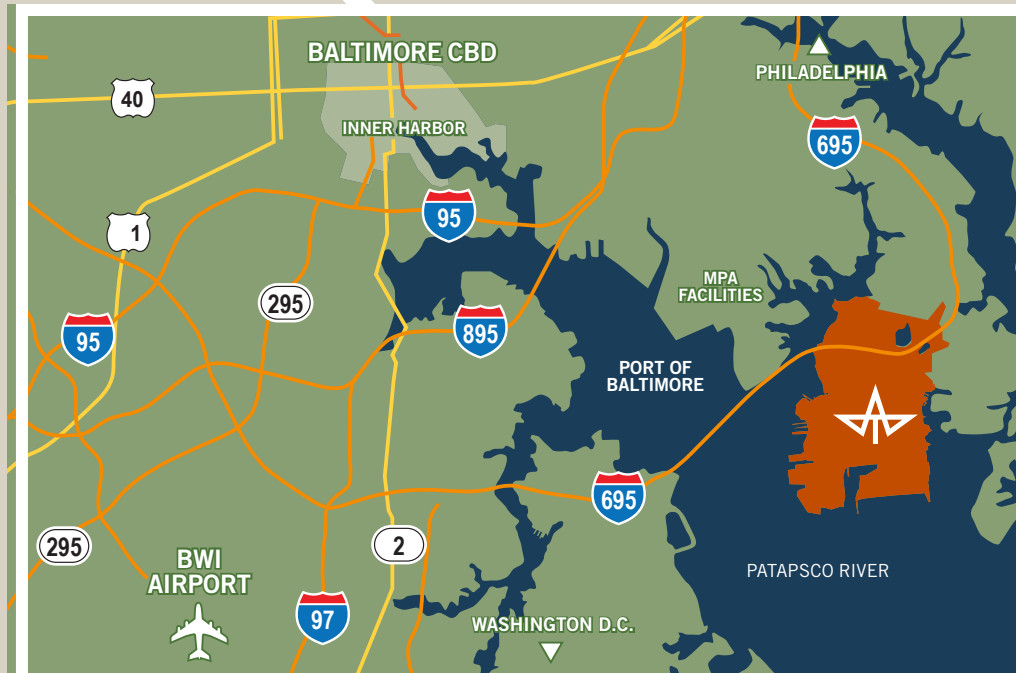 BALTIMORE CBD
PHILADELPHIA
40
INNER HARBOR
695
95
1
MPA
FACILITIES
295
895
95
PORT OF
BALTIMORE
695
295
2
BWI
AIRPORT
PATAPSCO RIVER
97
WASHINGTON D.C.